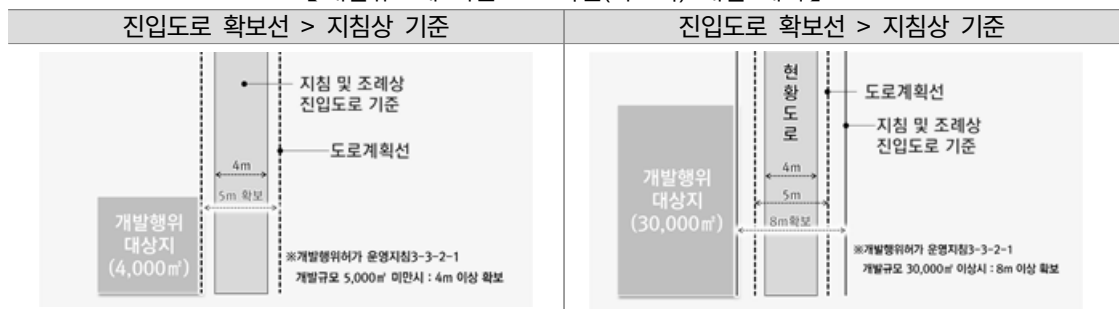 진입도로 확보선 > 지침상 기준
진입도로 확보선 > 지침상 기준
지침 및 조례상
진입도로 기준
도로계획선
4m
5m 확보
개발행위
대상지
(4,000㎡)
※개발행위허가 운영지침3-3-2-1
개발규모 5,000㎡ 미만시 : 4m 이상 확보
현황도로
도로계획선
지침 및 조례상
진입도로 기준
4m
5m
8m확보
개발행위
대상지
(30,000㎡)
※개발행위허가 운영지침3-3-2-1
개발규모 30,000㎡ 이상시 : 8m 이상 확보